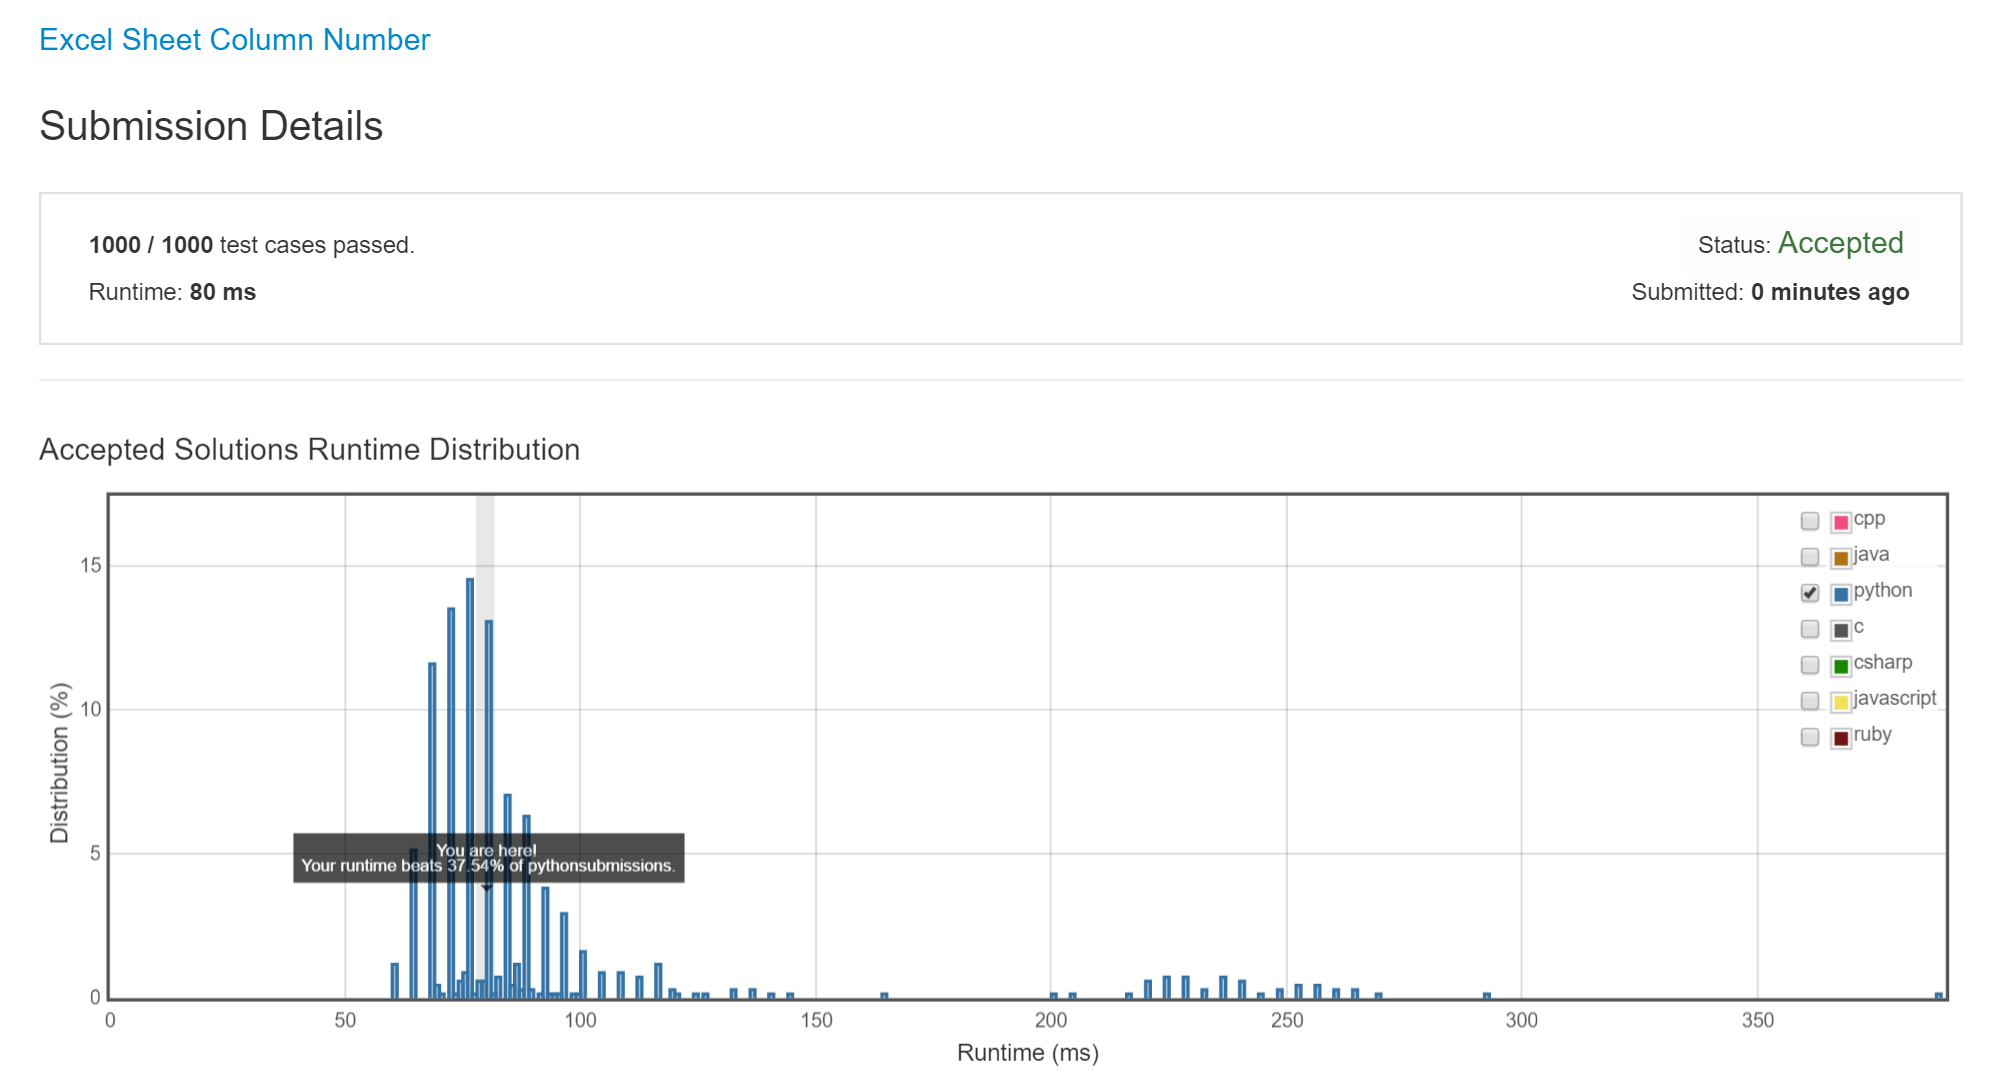 Excel Sheet Column Number
Submission Details
1000 / 1000 test cases passed.
Status: Accepted
Runtime: 80 ms
Submitted: 0 minutes ago
Accepted Solutions Runtime Distribution
cpp
java
python
c
csharp
javascript
ruby
15
10
5
0
Distribution (%)
You are here!
Your runtime beats 37.54% of pythonsubmissions.
0
50
100
150
200
250
300
350
Runtime (ms)